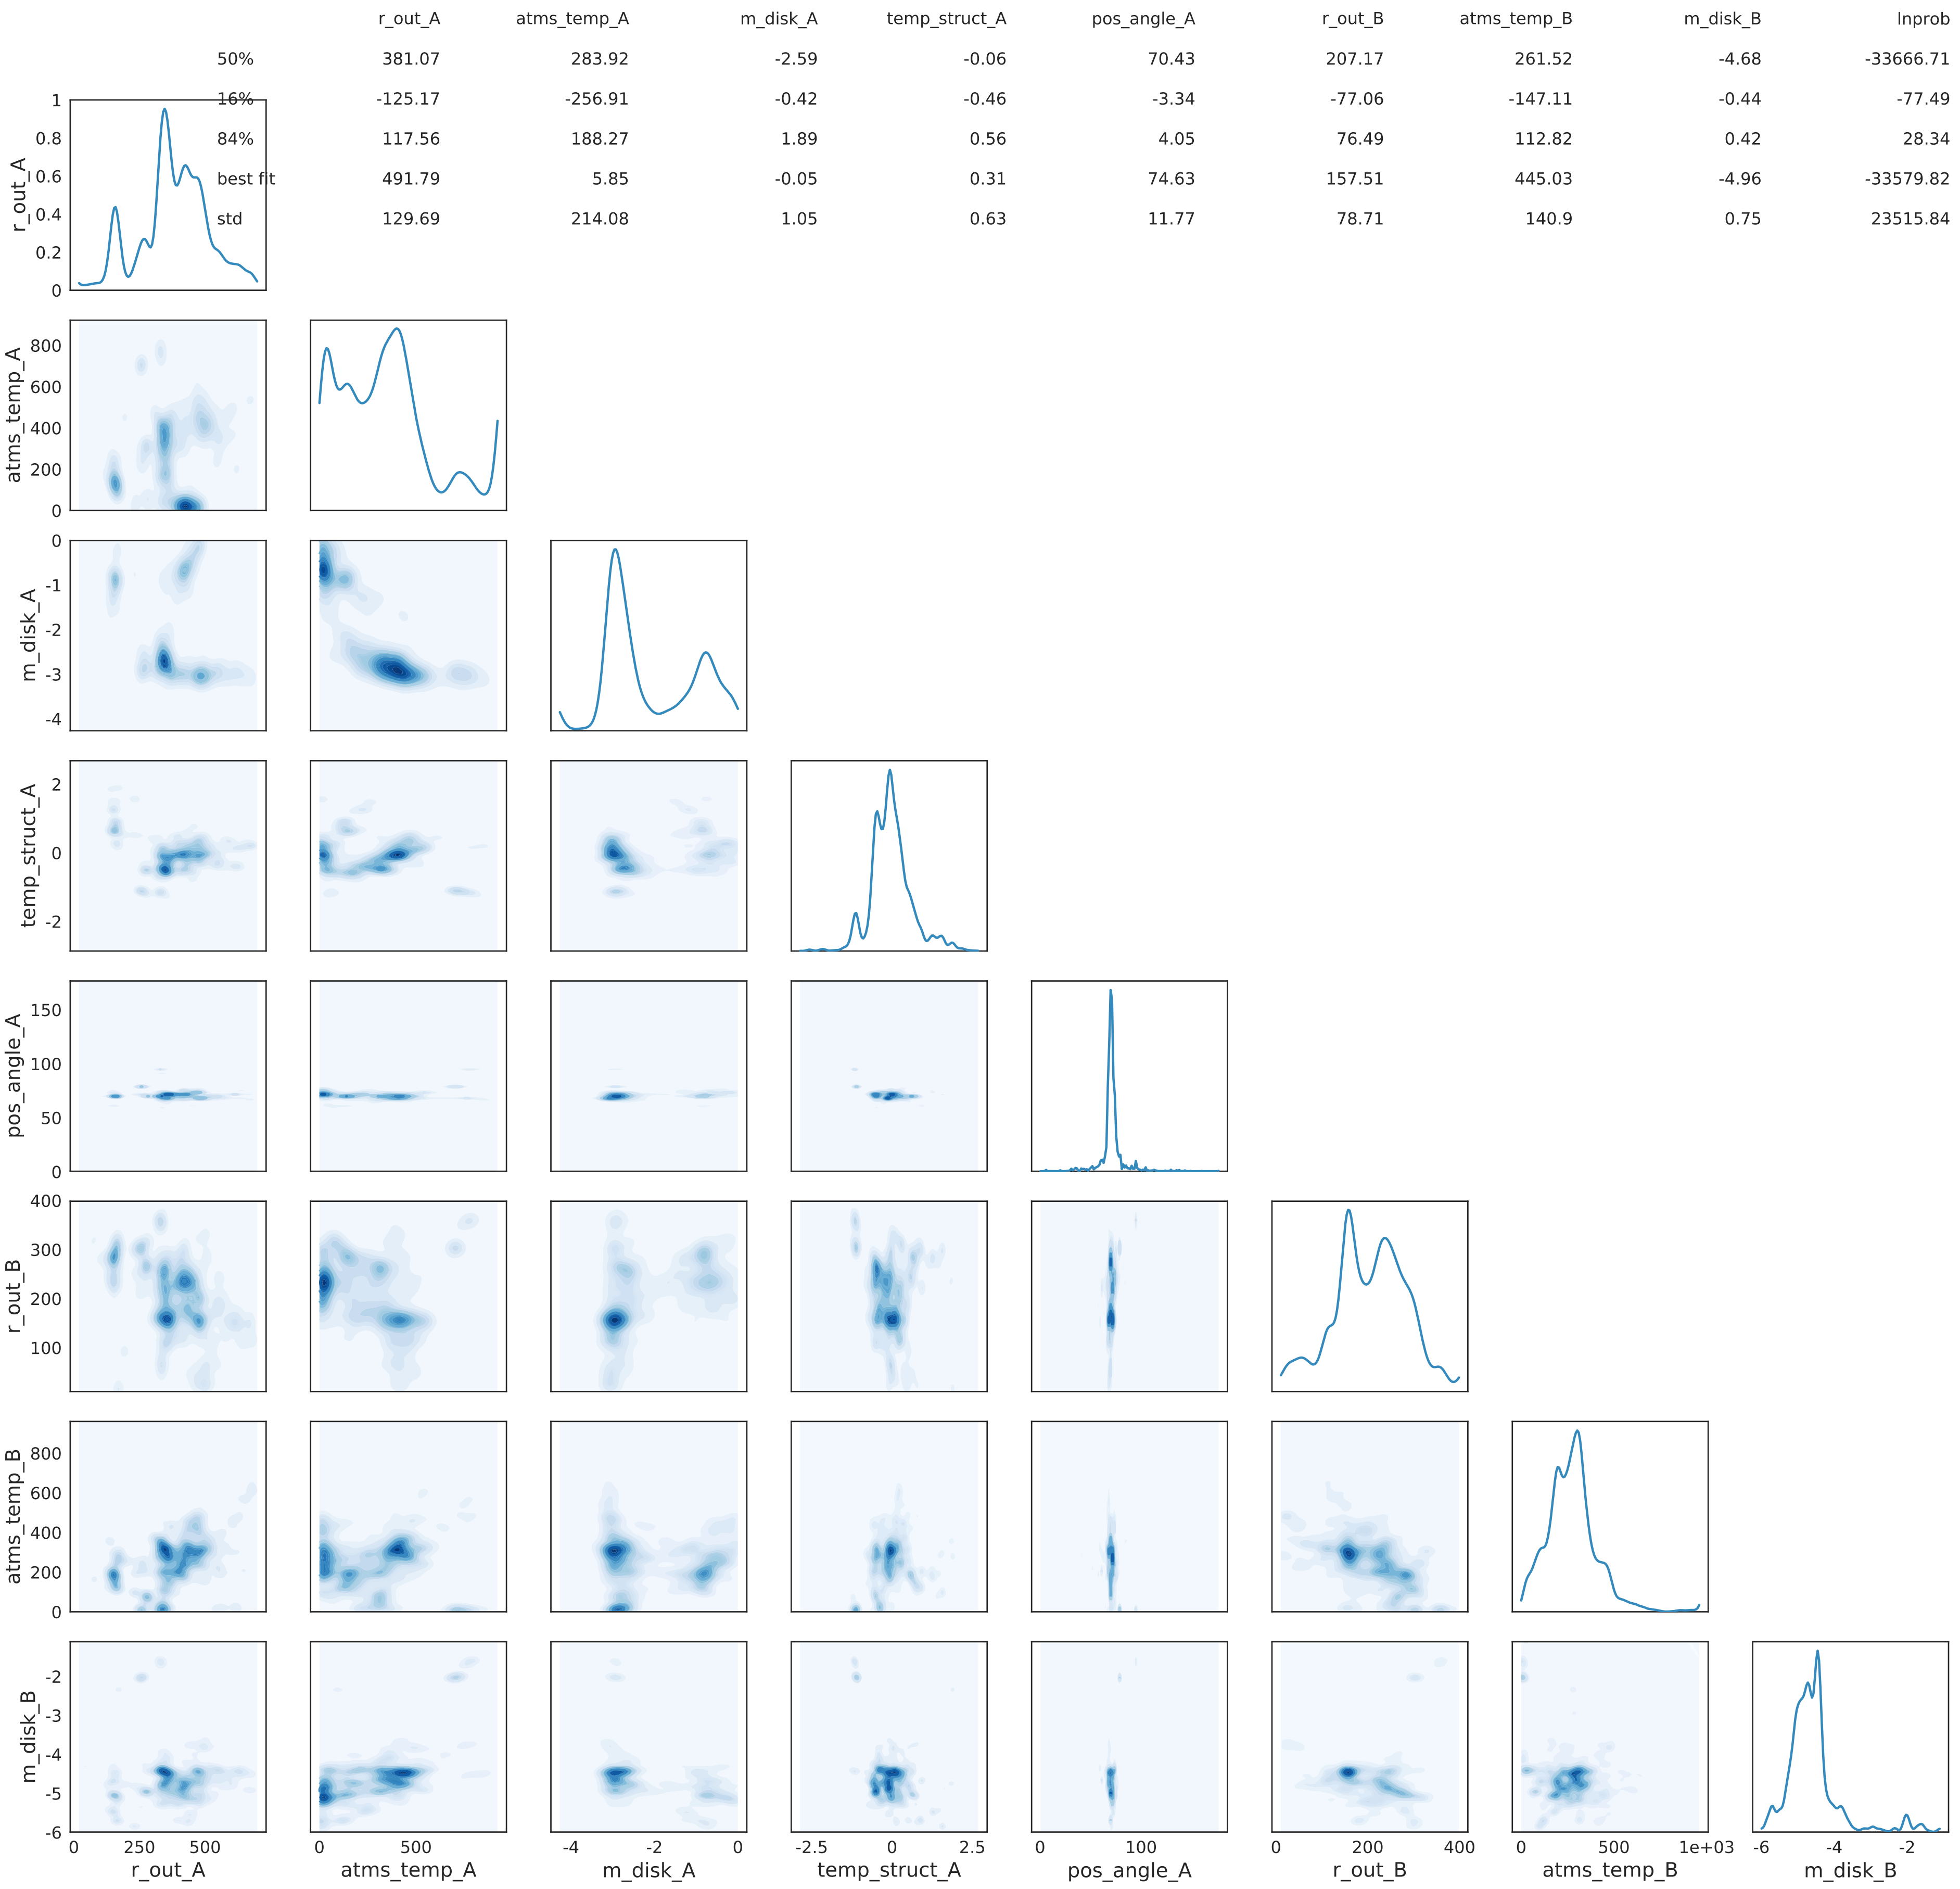 r_out_A atms_temp_A m_disk_A temp_struct_A pos_angle_A r_out_B atms_temp_B m_disk_B lnprob
50% 381.07 283.92 -2.59 -0.06 70.43 207.17 261.52 -4.68 -33666.71
16% -125.17 -256.91 -0.42 -0.46 -3.34 -77.06 -147.11 -0.44 -77.49
84% 117.56 188.27 1.89 0.56 4.05 76.49 112.82 0.42 28.34
best fit 491.79 5.85 -0.05 0.31 74.63 157.51 445.03 -4.96 -33579.82
std 129.69 214.08 1.05 0.63 11.77 78.71 140.9 0.75 23515.84
r_out_A
1
0.8
0.6
0.4
0.2
0
atms_temp_A
800
600
400
200
0
m_disk_A
0
-1
-2
-3
-4
temp_struct_A
2
0
-2
pos_angle_A
150
100
50
0
r_out_B
400
300
200
100
atms_temp_B
800
600
400
200
0
m_disk_B
-2
-3
-4
-5
-6
0 250 500 0 500 -4 -2 0 -2.5 0 2.5 0 100 0 200 400 0 500 1e+03 -6 -4 -2
r_out_A atms_temp_A m_disk_A temp_struct_A pos_angle_A r_out_B atms_temp_B m_disk_B